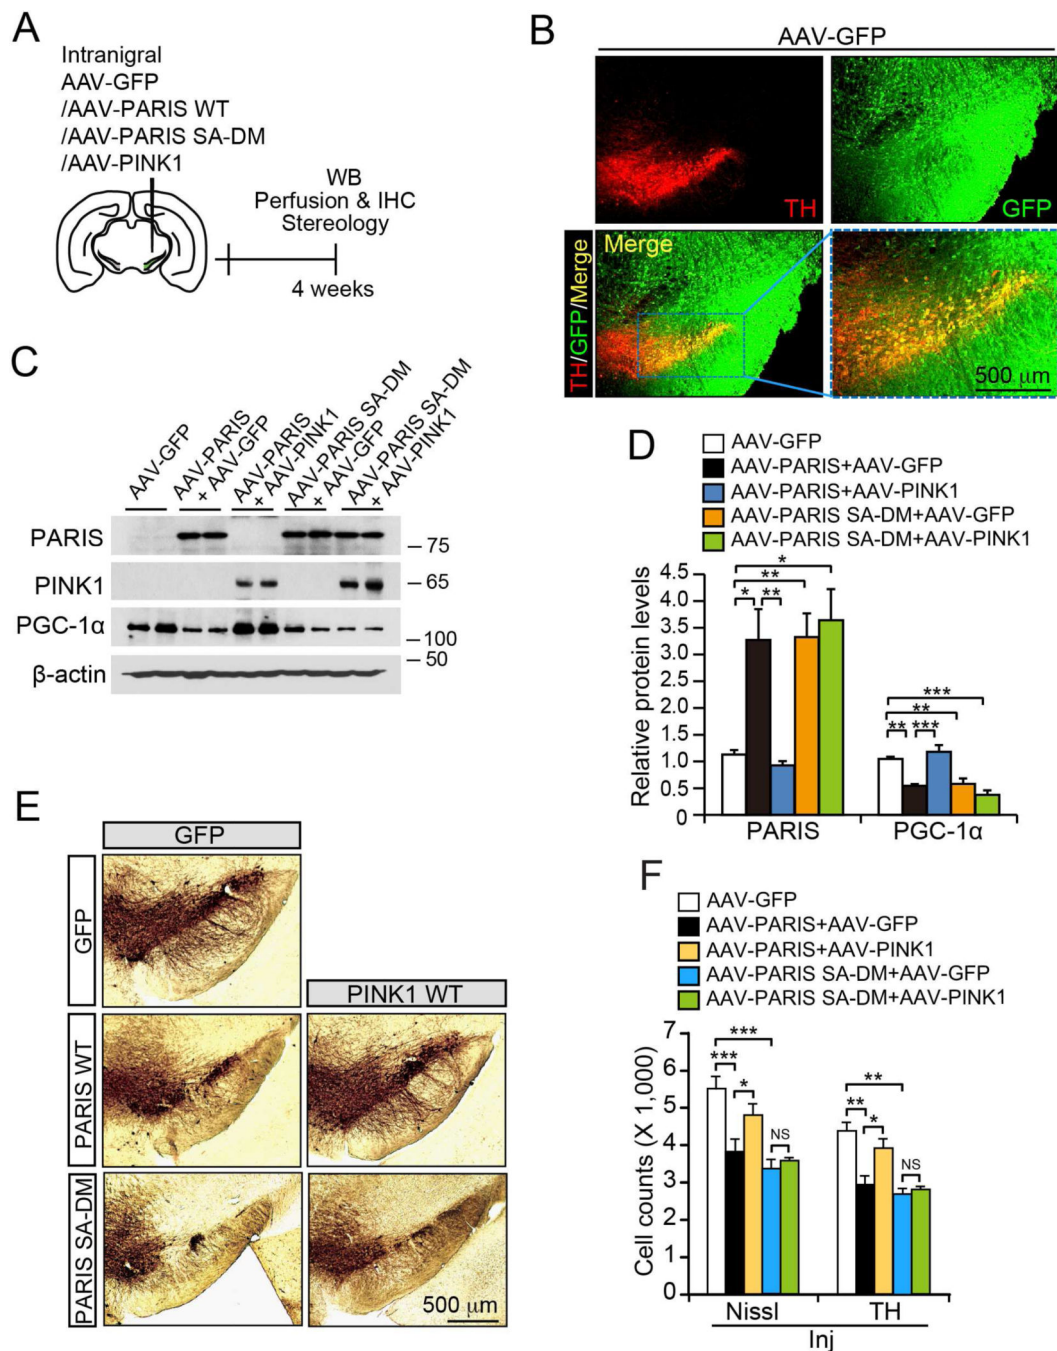 A
Intranigral
AAV-GFP
/AAV-PARIS WT
/AAV-PARIS SA-DM
/AAV-PINK1
WB
Perfusion & IHC
Stereology
4 weeks
B
AAV-GFP
TH
GFP
TH/GFP/Merge
Merge
500 μm
C
AAV-GFP
AAV-PARIS
+ AAV-GFP
AAV-PARIS
+ AAV-PINK1
AAV-PARIS SA-DM
+ AAV-GFP
AAV-PARIS SA-DM
+ AAV-PINK1
PARIS
75
PINK1
65
PGC-1α
100
50
β-actin
D
AAV-GFP
AAV-PARIS+AAV-GFP
AAV-PARIS+AAV-PINK1
AAV-PARIS SA-DM+AAV-GFP
AAV-PARIS SA-DM+AAV-PINK1
Relative protein levels
4.5
4.0
3.5
3.0
2.5
2.0
1.5
1.0
0.5
0
*
**
* **
***
**
** ***
PARIS PGC-1α
E
GFP
GFP
PINK1 WT
PARIS WT
PARIS SA-DM
500 μm
F
AAV-GFP
AAV-PARIS+AAV-GFP
AAV-PARIS+AAV-PINK1
AAV-PARIS SA-DM+AAV-GFP
AAV-PARIS SA-DM+AAV-PINK1
Cell counts (X 1,000)
7
6
5
4
3
2
1
0
***
***
*
NS
**
**
*
NS
Nissl TH
Inj